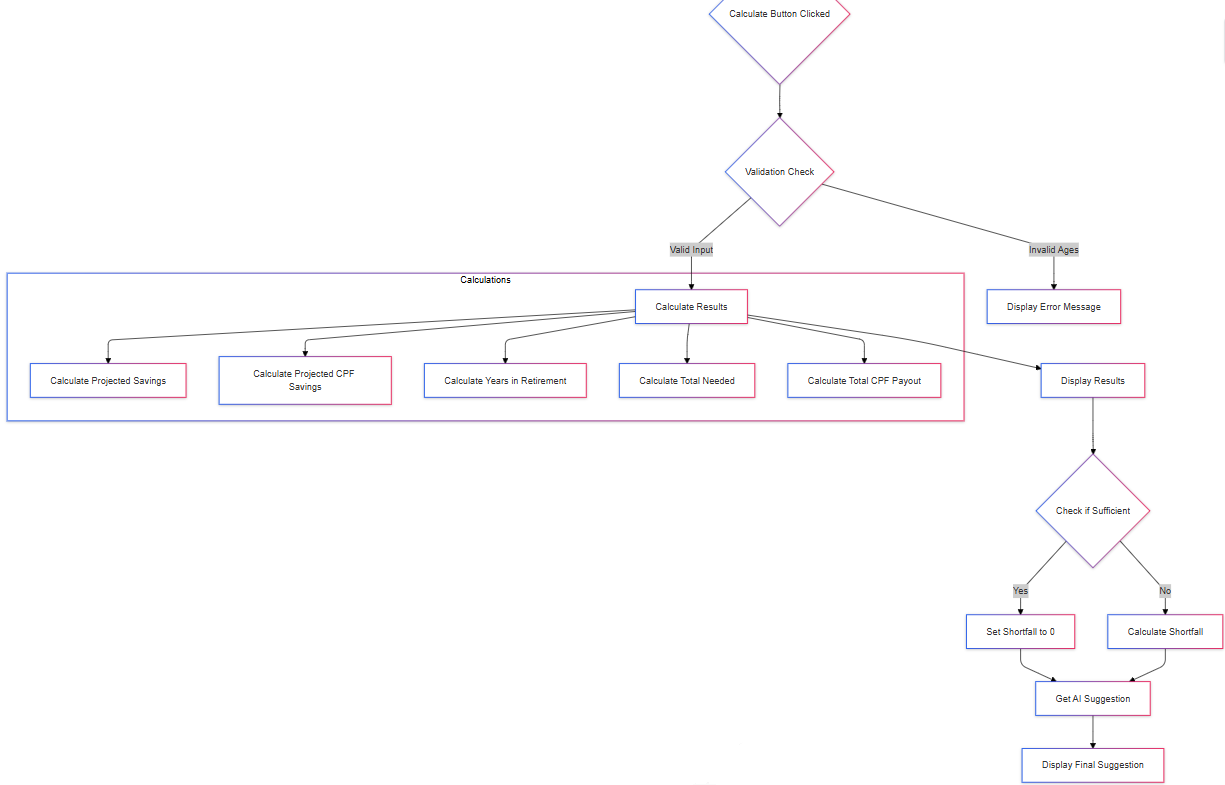 Calculate Button Clicked
Validation Check
Valid Input
Invalid Ages
Calculations
Calculate Results
Display Error Message
Calculate Projected Savings
Calculate Projected CPF
Savings
Calculate Years in Retirement
Calculate Total Needed
Calculate Total CPF Payout
Display Results
Check if Sufficient
Yes
No
Set Shortfall to 0
Calculate Shortfall
Get AI Suggestion
Display Final Suggestion